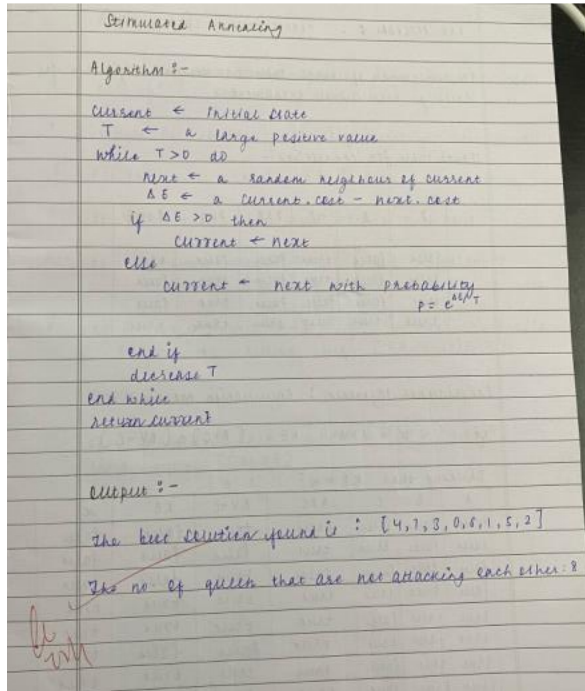 Stimulated Annealing
Algorithm :-
current ← Initial state
T ← a large positive value
while T>0 do
next ← a random neighbour of current
ΔE ← a current.cost - next.cost
if ΔE >0 then
current ← next
else
current ← next with probability
p = e^ΔE/T
end if
decrease T
end while
return current
Output :-
The best solution found is : [4,7,3,0,6,1,5,2]
The no of queen that are not attacking each other: 8